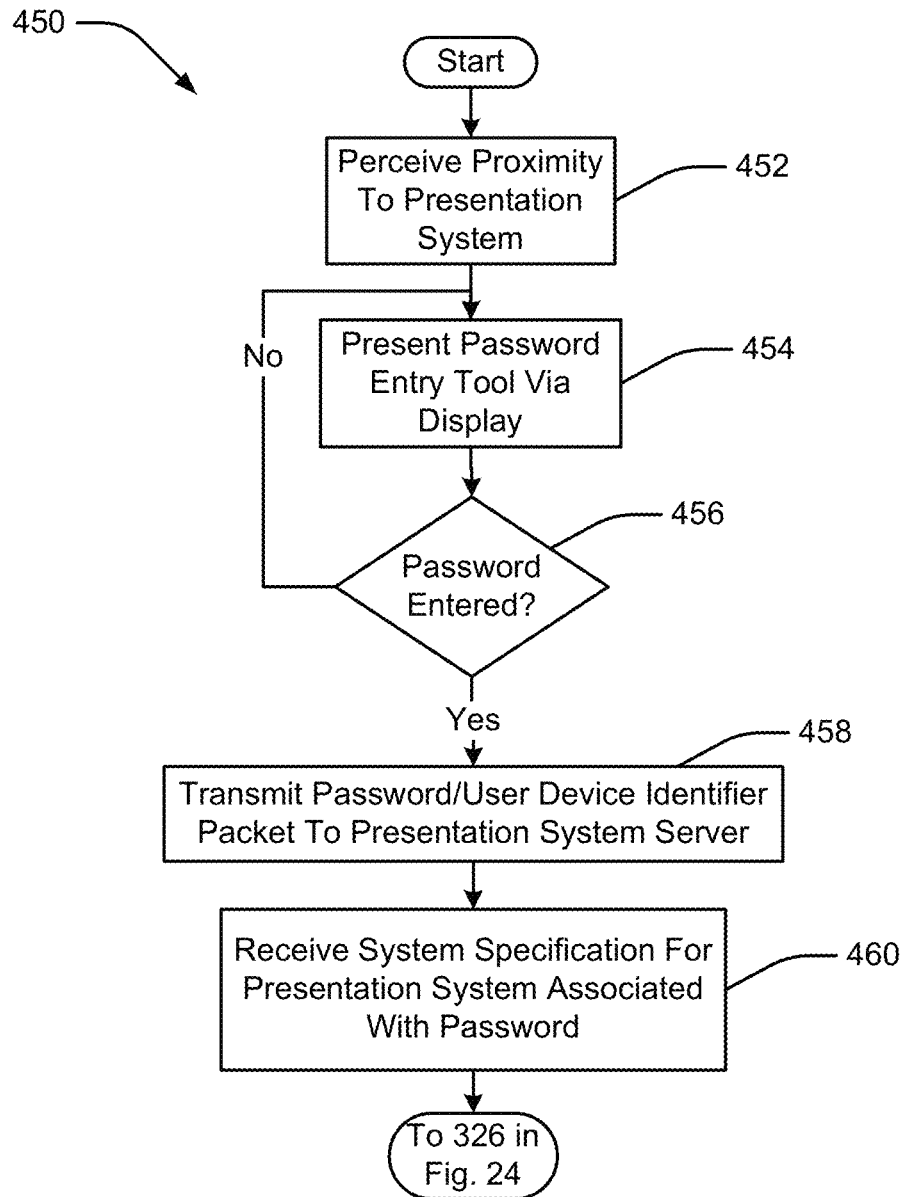 450
Start
Perceive Proximity
To Presentation
System
452
Present Password
Entry Tool Via
Display
454
No
Password
Entered?
456
Yes
458
Transmit Password/User Device Identifier
Packet To Presentation System Server
Receive System Specification For
Presentation System Associated
With Password
460
To 326 in
Fig. 24